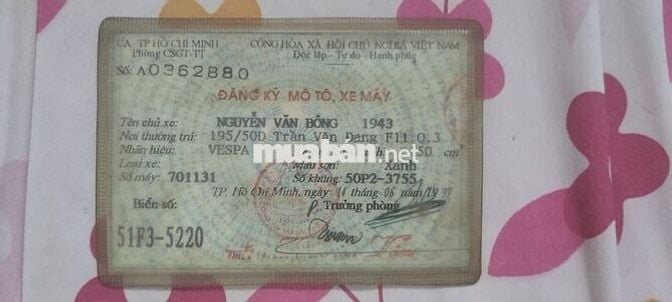 CA TP HỒ CHÍ MINH
Phòng CSGT-TT
CỘNG HÒA XÃ HỘI CHỦ NGHĨA VIỆT NAM
Độc lập - Tự do - Hạnh phúc
Số: A0362880
ĐĂNG KÝ MÔ TÔ, XE MÁY
Tên chủ xe: NGUYỄN VĂN BÔNG 1943
Nơi thường trú: 195/50D Trần Văn Đang F11 Q.3
Nhãn hiệu: VESPA 50 cm³
Loại xe: Màu sơn: Xanh
muaban.net
Số máy: 701131 Số khung: 50P2-3755
TP. Hồ Chí Minh, ngày 11 tháng 06 năm 19
Biển số: P. Trưởng phòng
51F3-5220